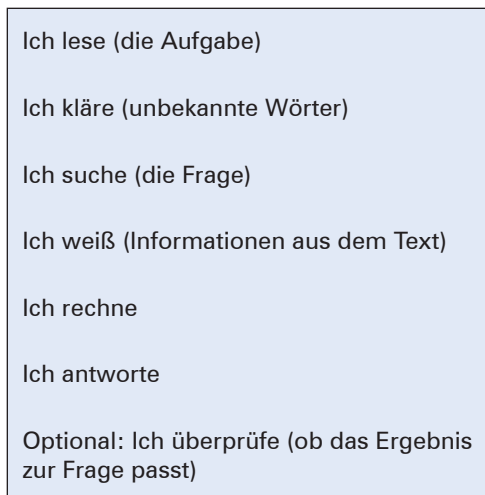 Ich lese (die Aufgabe)
Ich kläre (unbekannte Wörter)
Ich suche (die Frage)
Ich weiß (Informationen aus dem Text)
Ich rechne
Ich antworte
Optional: Ich überprüfe (ob das Ergebnis
zur Frage passt)